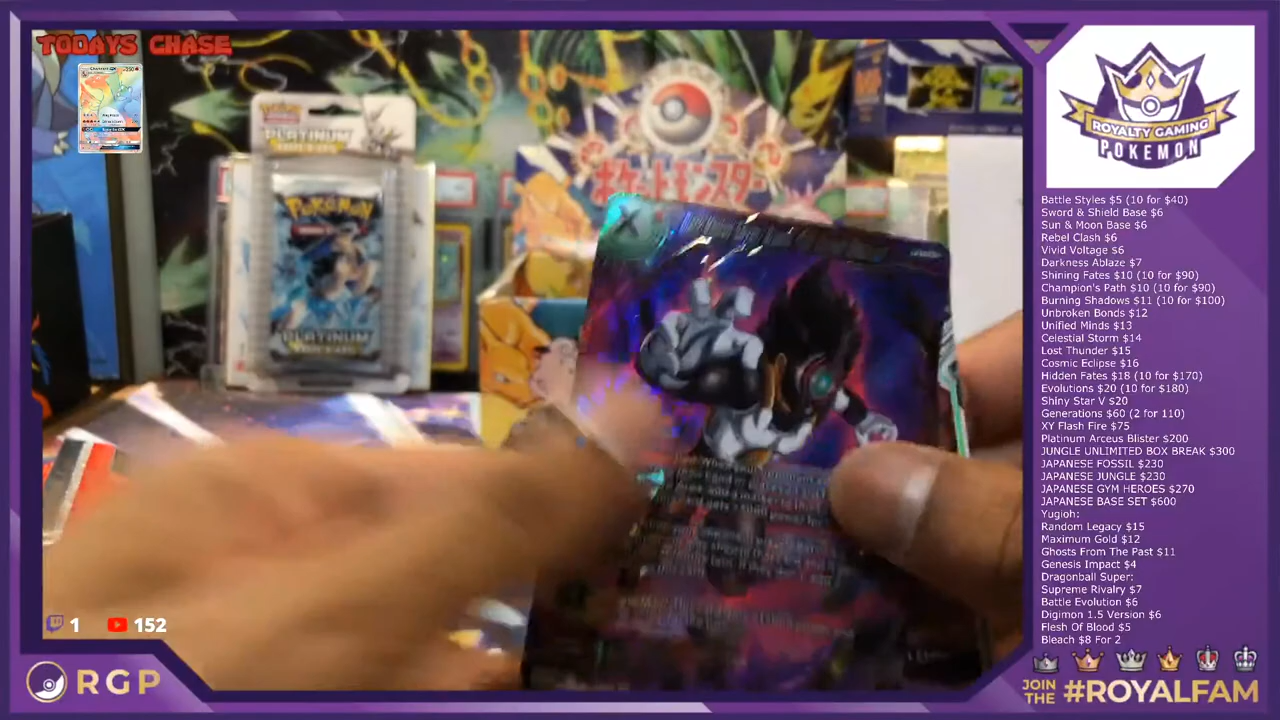 TODAYS CHASE
PLATINUM
POKéMON
PLATINUM
ポケットモンスター
X
1
152
RGP
ROYALTY GAMING
POKEMON
Battle Styles $5 (10 for $40)
Sword & Shield Base $6
Sun & Moon Base $6
Rebel Clash $6
Vivid Voltage $6
Darkness Ablaze $7
Shining Fates $10 (10 for $90)
Champion's Path $10 (10 for $90)
Burning Shadows $11 (10 for $100)
Unbroken Bonds $12
Unified Minds $13
Celestial Storm $14
Lost Thunder $15
Cosmic Eclipse $16
Hidden Fates $18 (10 for $170)
Evolutions $20 (10 for $180)
Shiny Star V $20
Generations $60 (2 for 110)
XY Flash Fire $75
Platinum Arceus Blister $200
JUNGLE UNLIMITED BOX BREAK $300
JAPANESE FOSSIL $230
JAPANESE JUNGLE $230
JAPANESE GYM HEROES $270
JAPANESE BASE SET $600
Yugioh:
Random Legacy $15
Maximum Gold $12
Ghosts From The Past $11
Genesis Impact $4
Dragonball Super:
Supreme Rivalry $7
Battle Evolution $6
Digimon 1.5 Version $6
Flesh Of Blood $5
Bleach $8 For 2
JOIN
THE #ROYALFAM